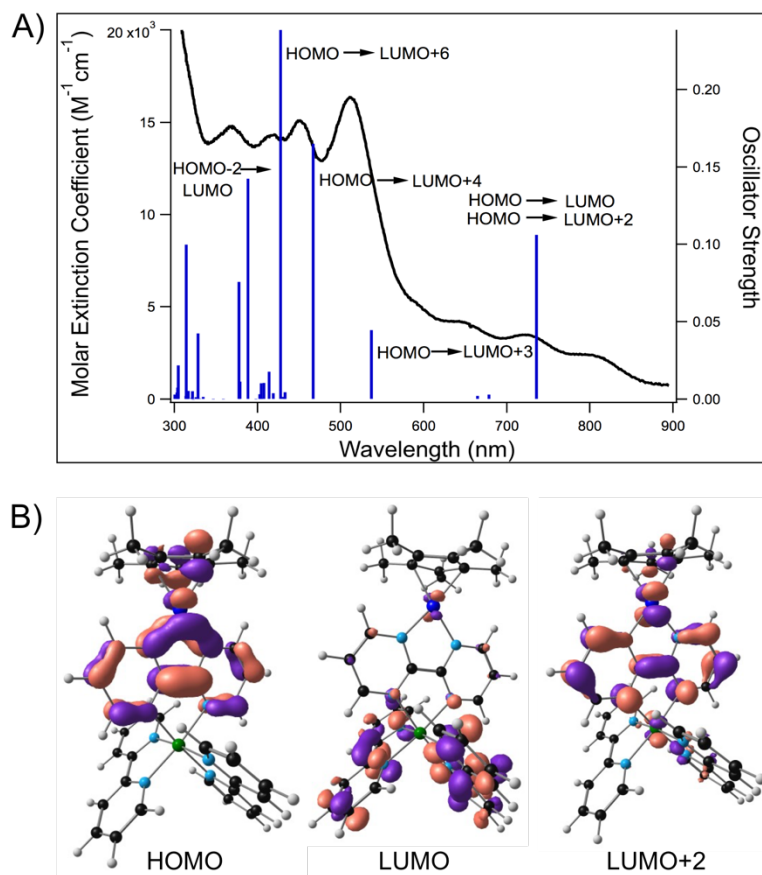 A)
20 x10³
15
10
5
0
Molar Extinction Coefficient (M⁻¹cm⁻¹)
HOMO → LUMO+6
HOMO-2 →
LUMO
HOMO → LUMO+4
HOMO → LUMO
HOMO → LUMO+2
HOMO → LUMO+3
0.20
0.15
0.10
0.05
0.00
Oscillator Strength
300 400 500 600 700 800 900
Wavelength (nm)
B)
HOMO LUMO LUMO+2